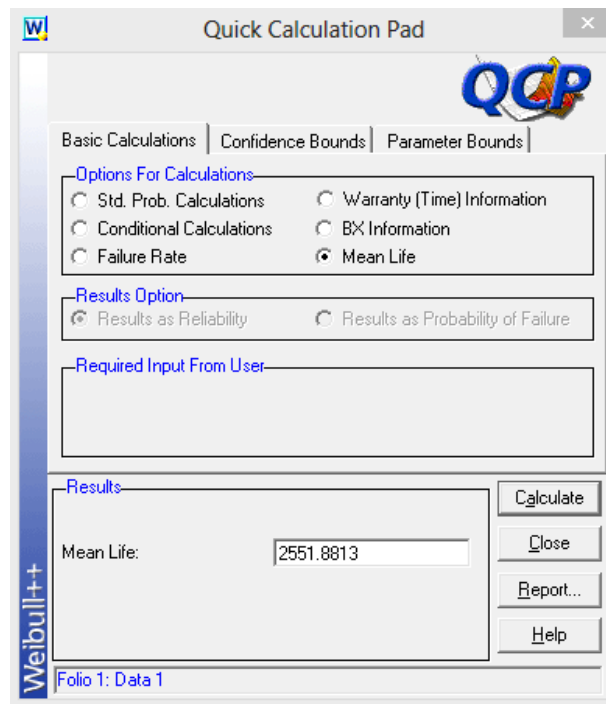 W
Quick Calculation Pad
×
QCP
Basic Calculations Confidence Bounds Parameter Bounds
Options For Calculations
Std. Prob. Calculations Warranty (Time) Information
Conditional Calculations BX Information
Failure Rate Mean Life
Results Option
Results as Reliability Results as Probability of Failure
Required Input From User
Results
Calculate
Mean Life: 2551.8813
Close
Report...
Help
Weibull++
Folio 1: Data 1